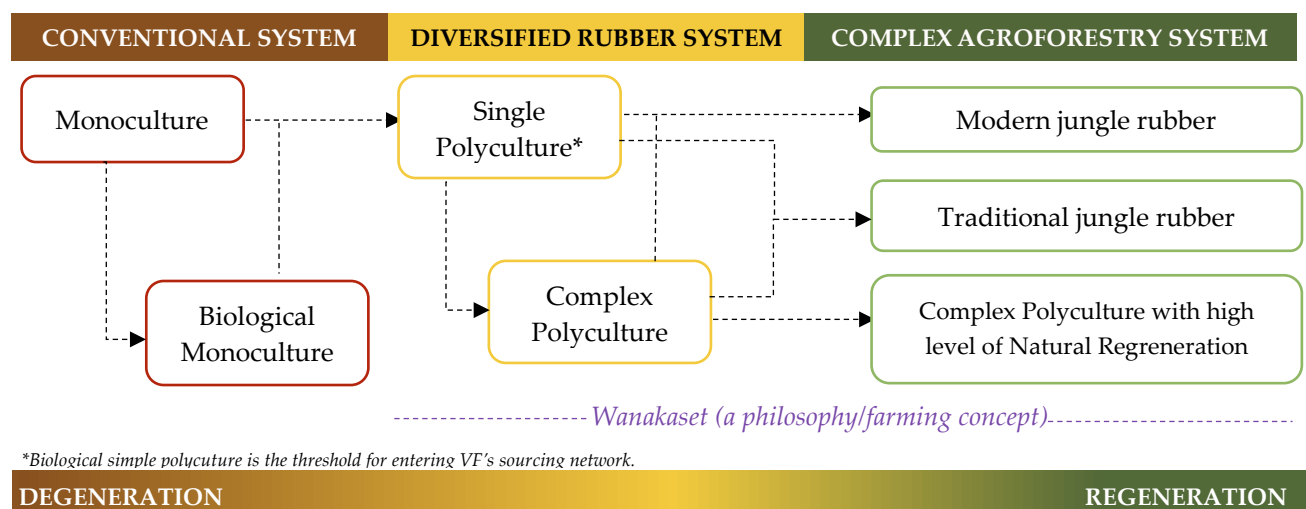 CONVENTIONAL SYSTEM
DIVERSIFIED RUBBER SYSTEM
COMPLEX AGROFORESTRY SYSTEM
Monoculture
Single
Polyculture*
Modern jungle rubber
Traditional jungle rubber
Biological
Monoculture
Complex
Polyculture
Complex Polyculture with high
level of Natural Regreneration
Wanakaset (a philosophy/farming concept)
*Biological simple polycuture is the threshold for entering VF's sourcing network.
DEGENERATION
REGENERATION